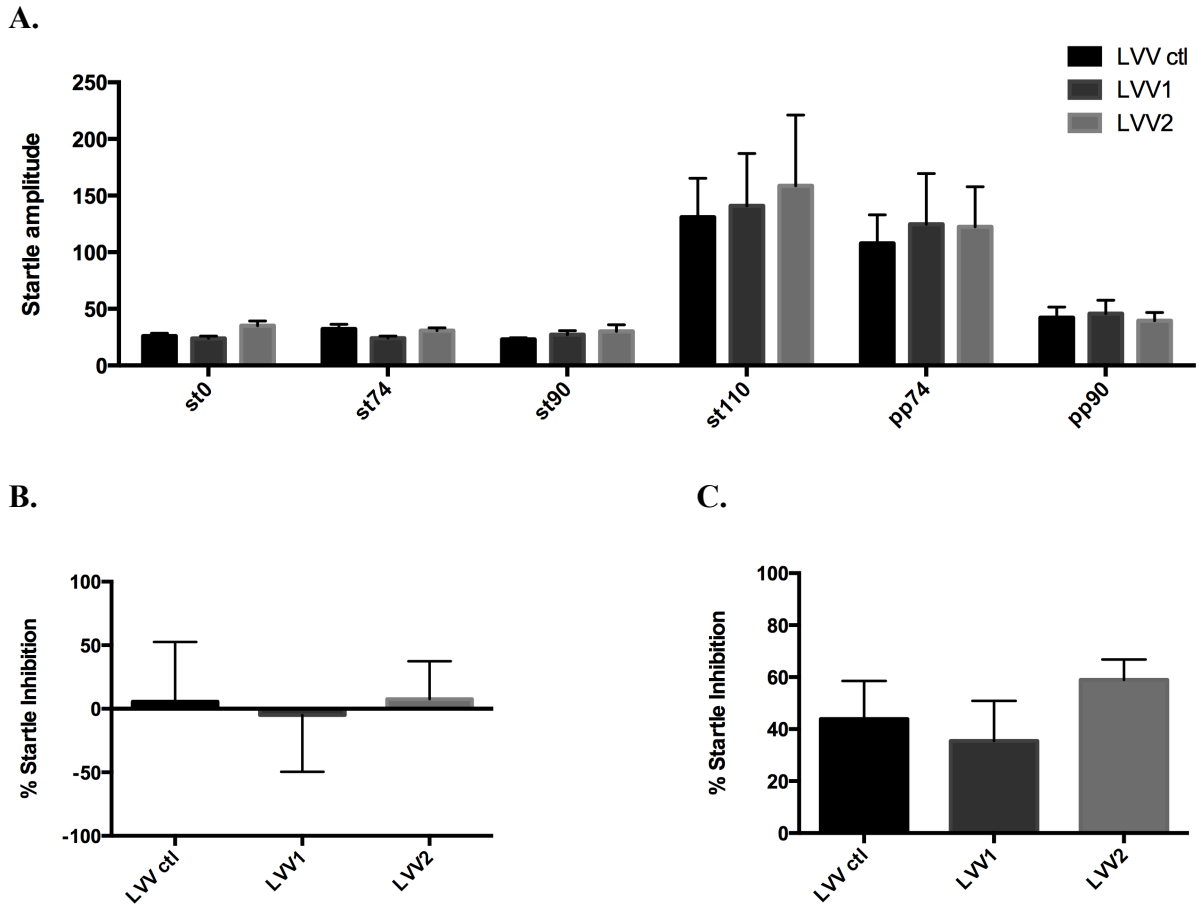 A.
LVV ctl
LVV1
LVV2
Startle amplitude
250
200
150
100
50
0
st0
st74
st90
st110
pp74
pp90
B.
% Startle Inhibition
100
50
0
-50
-100
LVV ctl
LVV1
LVV2
C.
% Startle Inhibition
100
80
60
40
20
0
LVV ctl
LVV1
LVV2